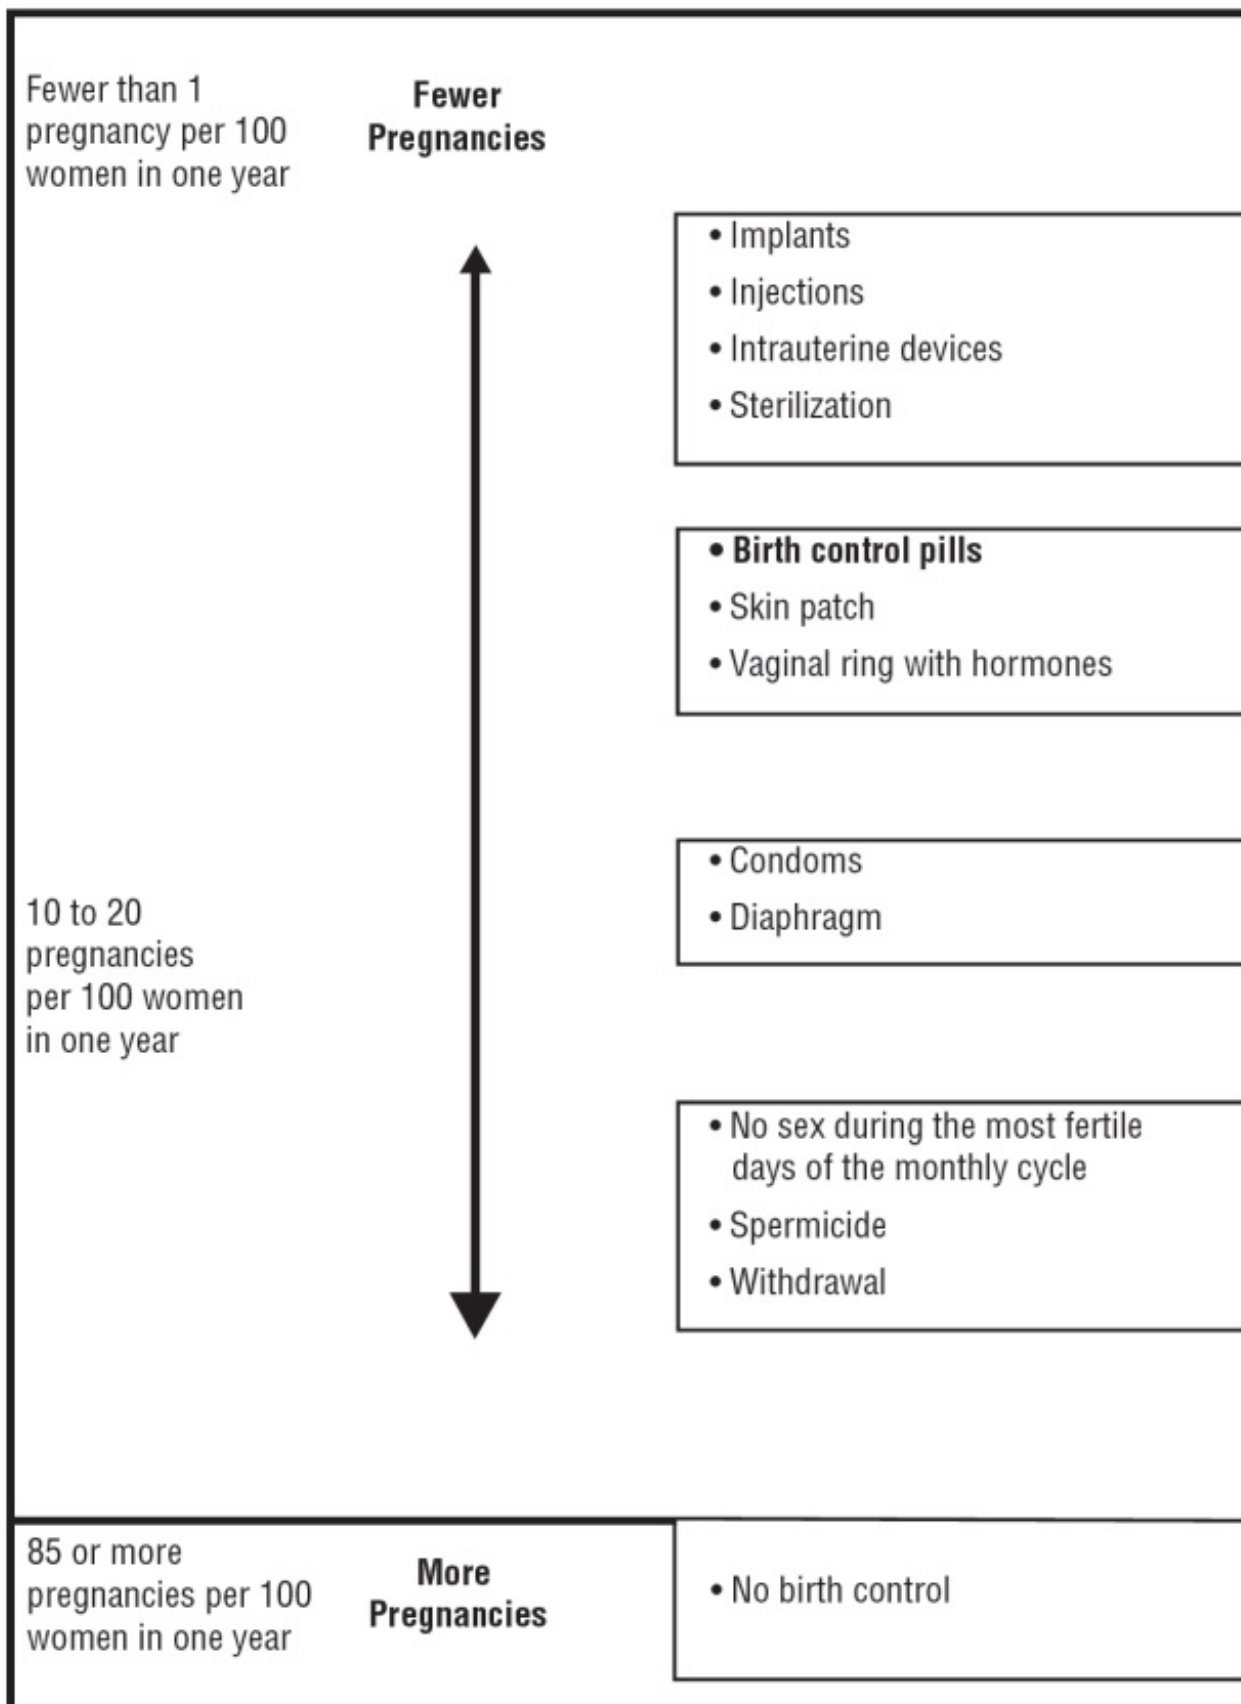 Fewer than 1
pregnancy per 100
women in one year
Fewer
Pregnancies
• Implants
• Injections
• Intrauterine devices
• Sterilization
• Birth control pills
• Skin patch
• Vaginal ring with hormones
• Condoms
• Diaphragm
10 to 20
pregnancies
per 100 women
in one year
• No sex during the most fertile
days of the monthly cycle
• Spermicide
• Withdrawal
85 or more
pregnancies per 100
women in one year
More
Pregnancies
• No birth control